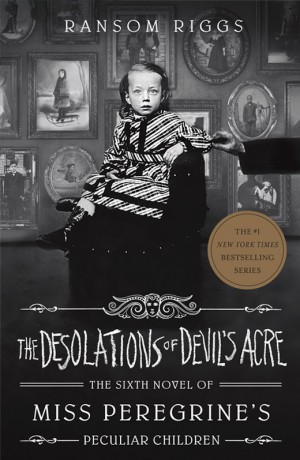 RANSOM RIGGS
THE #1
NEW YORK TIMES
BESTSELLING
SERIES
THE DESOLATIONS OF DEVIL'S ACRE
THE SIXTH NOVEL OF
MISS PEREGRINE'S
PECULIAR CHILDREN